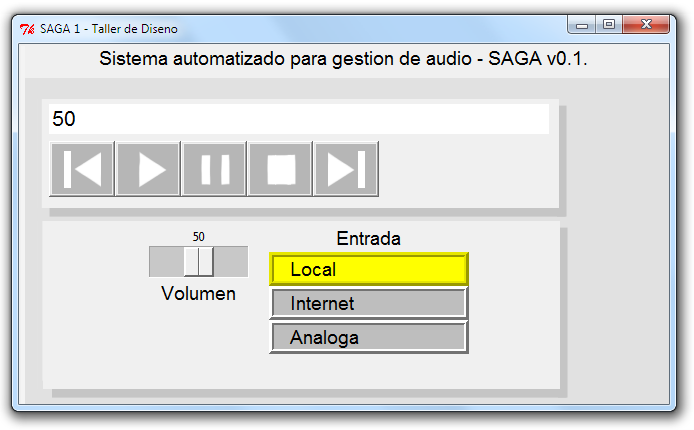 SAGA 1 - Taller de Diseno
Sistema automatizado para gestion de audio - SAGA v0.1.
50
50
Volumen
Entrada
Local
Internet
Analoga